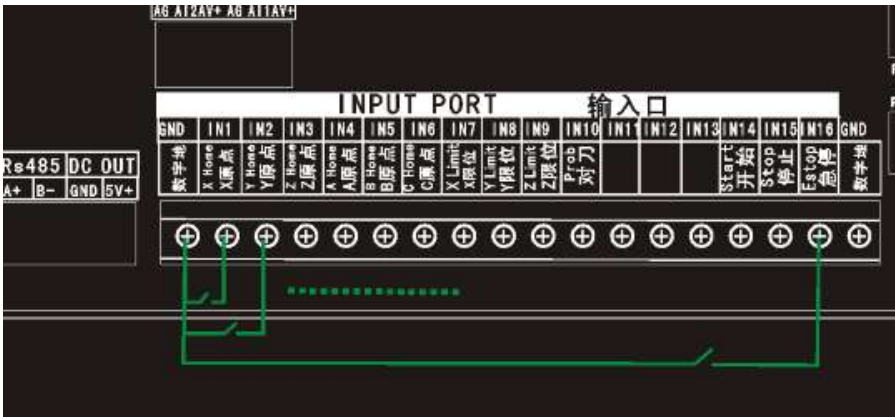 AG AI2AV+ AG AI1AV+
INPUT PORT 输入口
GND IN1 IN2 IN3 IN4 IN5 IN6 IN7 IN8 IN9 IN10 IN11 IN12 IN13 IN14 IN15 IN16 GND
数字地
X Home
X原点
Y Home
Y原点
Z Home
Z原点
A Home
A原点
B Home
B原点
C Home
C原点
X Limit
X限位
Y Limit
Y限位
Z Limit
Z限位
Prob
对刀
Start
开始
Stop
停止
Estop
急停
数字地
Rs485 DC OUT
A+ B- GND 5V+